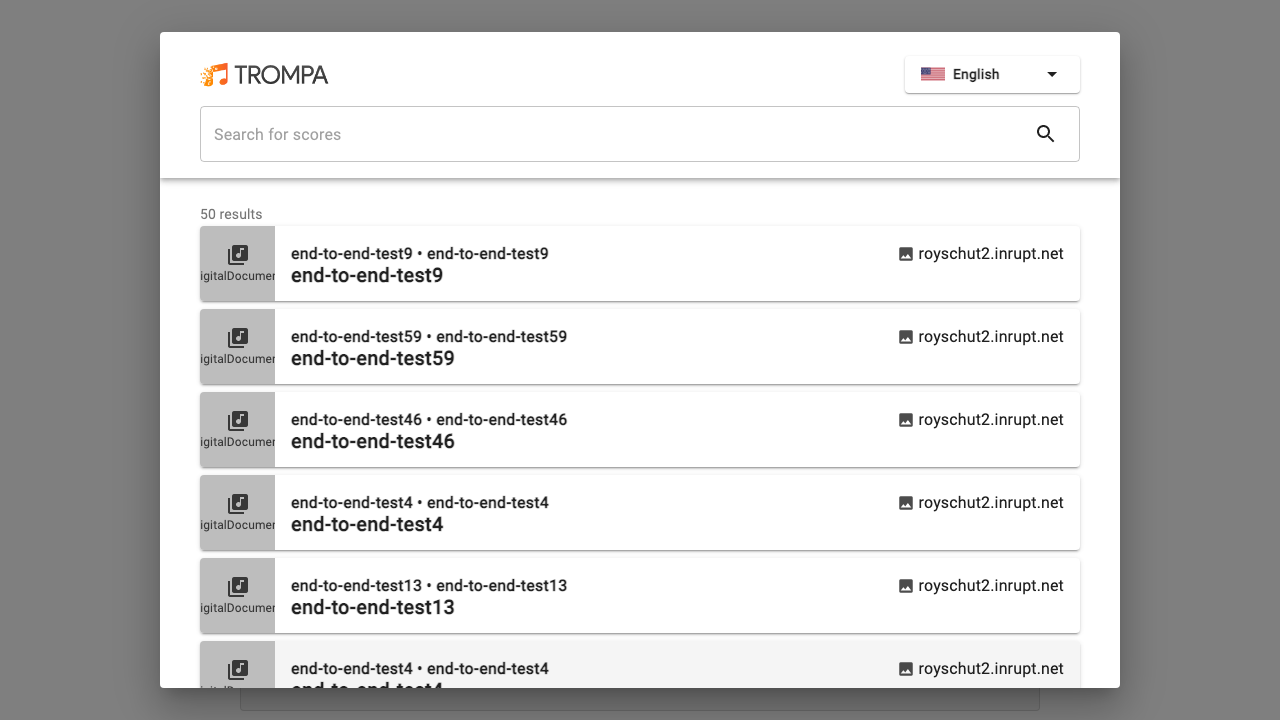 TROMPA
English
Search for scores
50 results
end-to-end-test9 • end-to-end-test9
royschut2.inrupt.net
igitalDocumen
end-to-end-test9
end-to-end-test59 • end-to-end-test59
royschut2.inrupt.net
igitalDocumen
end-to-end-test59
end-to-end-test46 • end-to-end-test46
royschut2.inrupt.net
igitalDocumen
end-to-end-test46
end-to-end-test4 • end-to-end-test4
royschut2.inrupt.net
igitalDocumen
end-to-end-test4
end-to-end-test13 • end-to-end-test13
royschut2.inrupt.net
igitalDocumen
end-to-end-test13
end-to-end-test4 • end-to-end-test4
royschut2.inrupt.net
end-to-end-test4